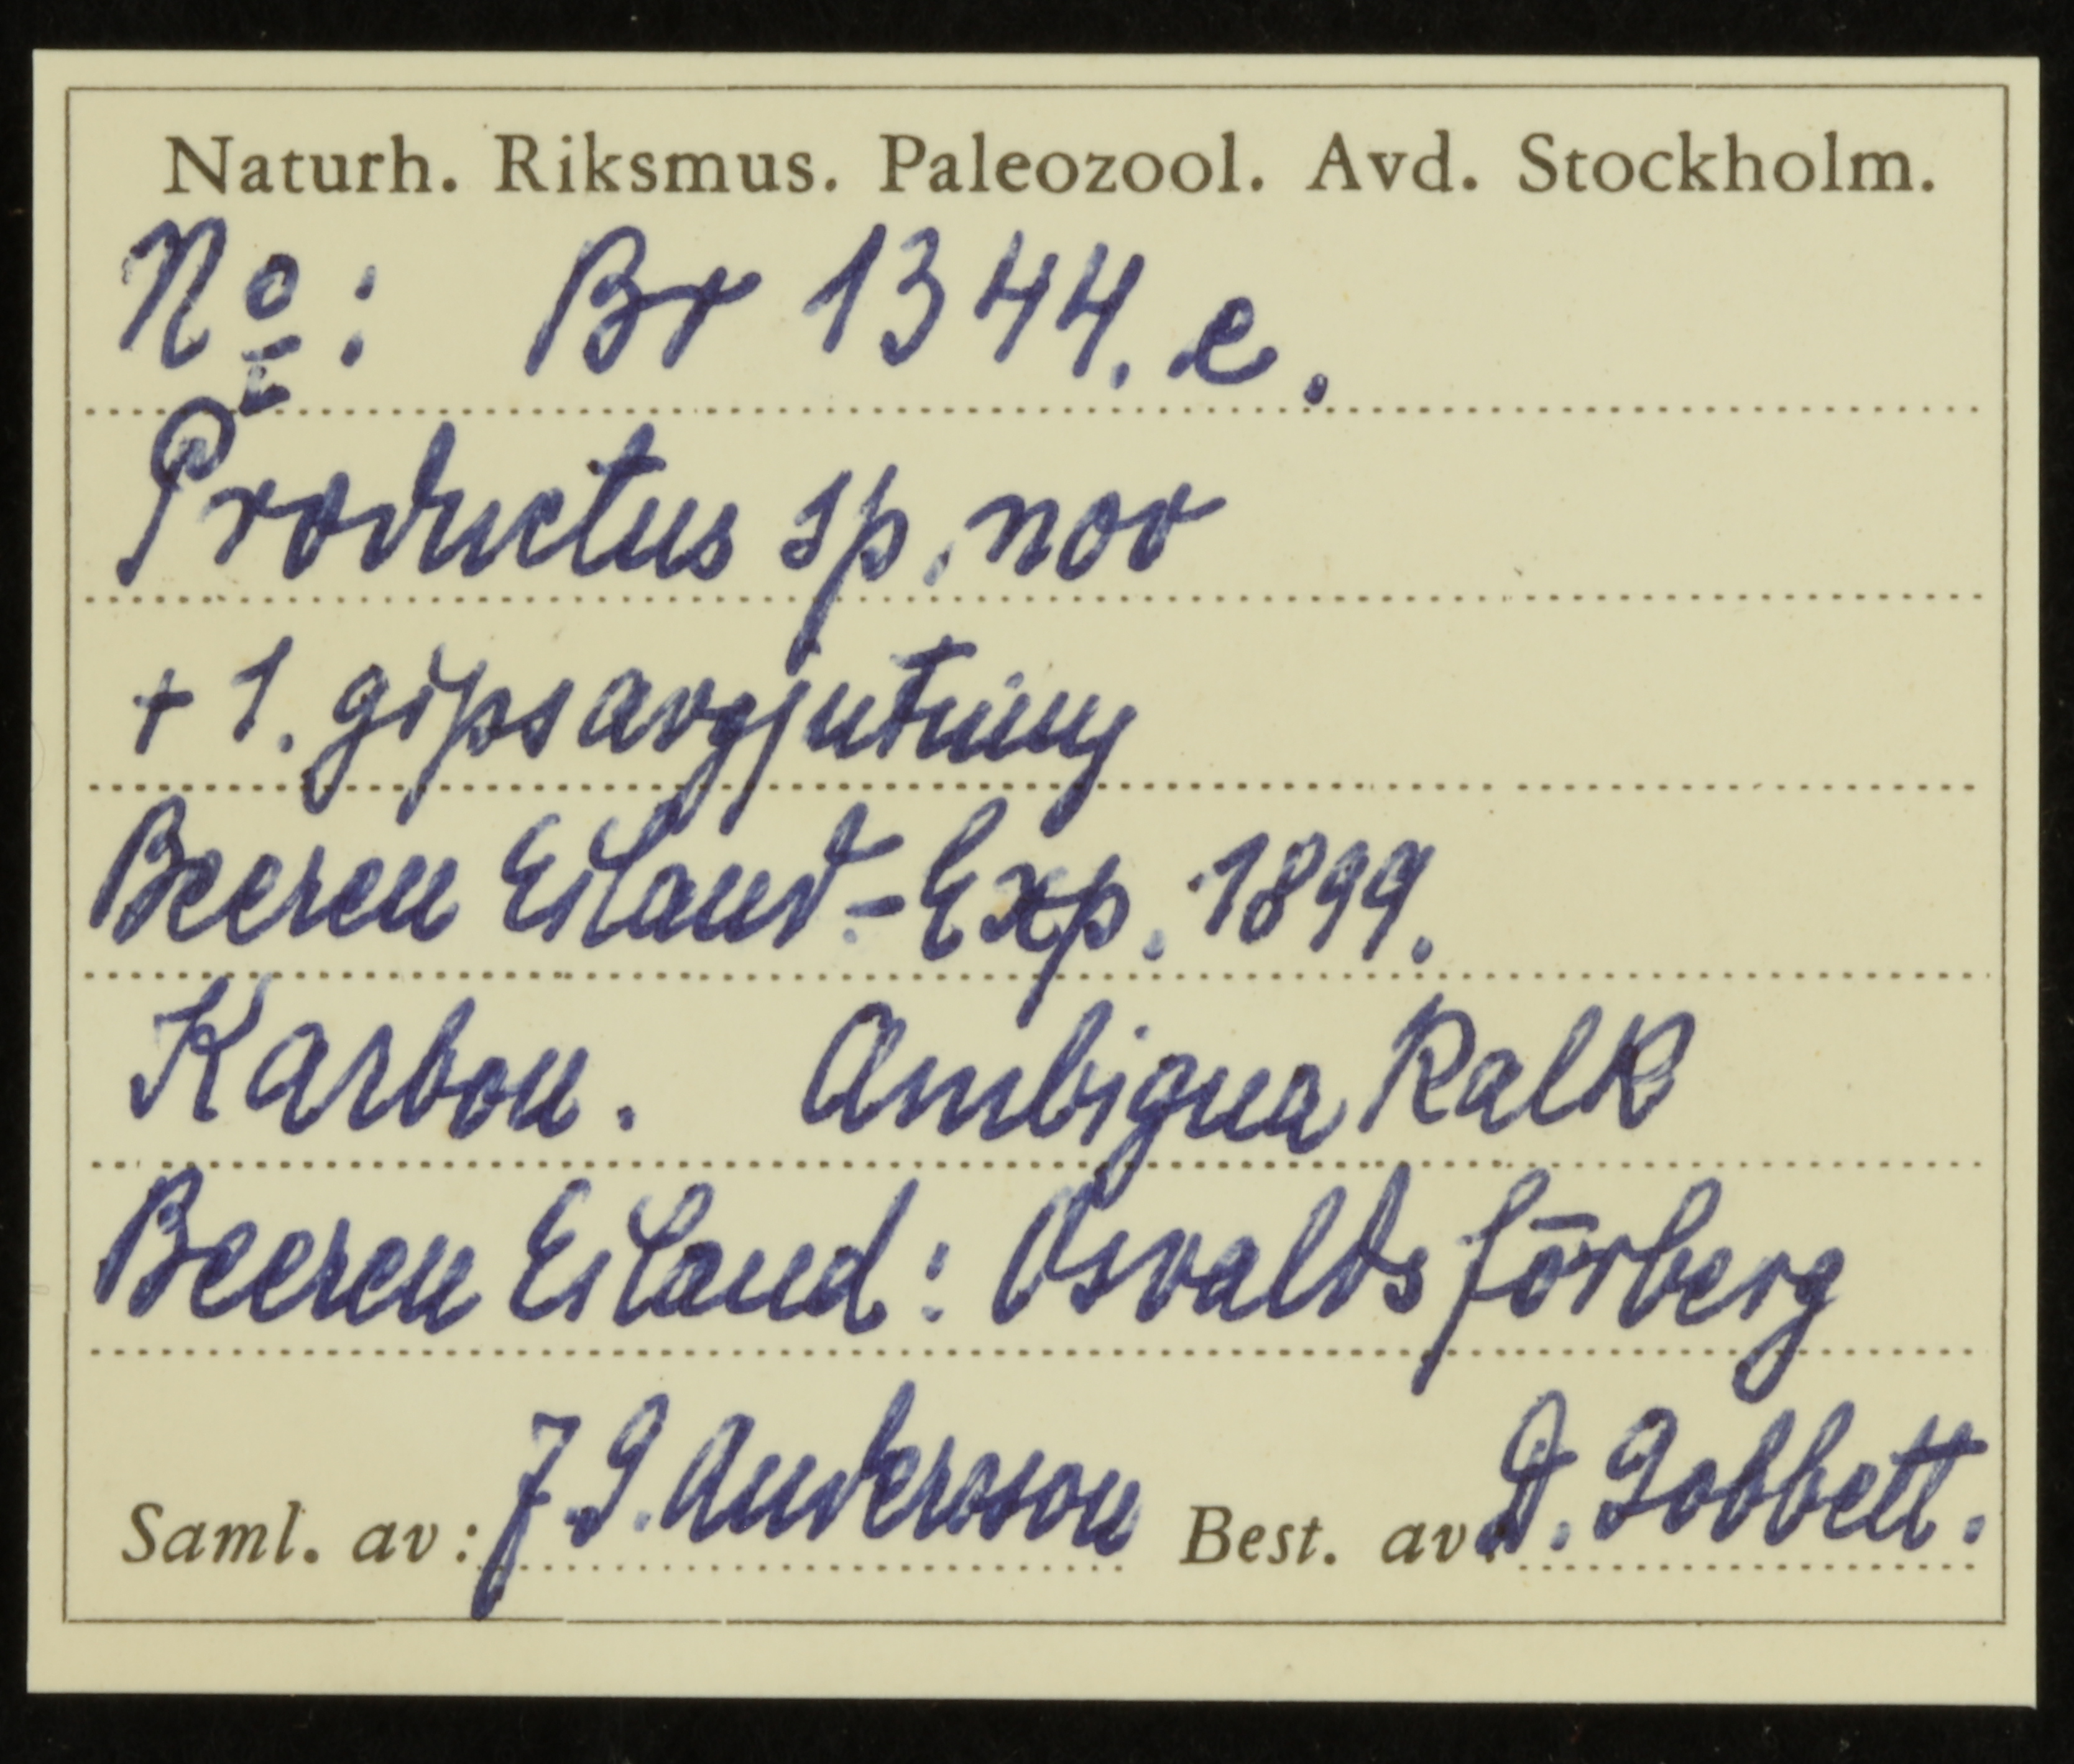 Naturh. Riksmus. Paleozool. Avd. Stockholm.
No: Br 1344. e.
Productus sp. nov
+ 1. gipsavgjutning
Beeren Eiland-Exp. 1899.
Karbon. Ambigua Kalk
Beeren Eiland: Osvaldsförberg
Saml. av: J. G. Andersson Best. av D. Gobbett.